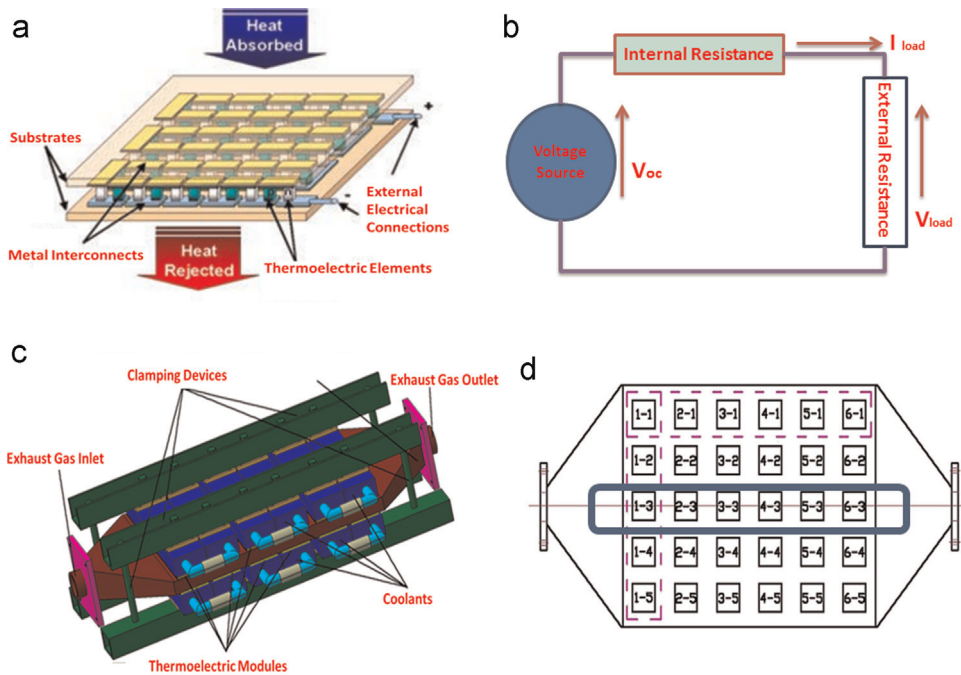 a
Heat
Absorbed
+
Substrates
-
External
Electrical
Connections
Metal Interconnects
Heat
Rejected
Thermoelectric Elements
b
Internal Resistance
I load
Voltage
Source
Voc
External Resistance
Vload
c
Clamping Devices
Exhaust Gas Outlet
Exhaust Gas Inlet
Coolants
Thermoelectric Modules
d
1-1 2-1 3-1 4-1 5-1 6-1
1-2 2-2 3-2 4-2 5-2 6-2
1-3 2-3 3-3 4-3 5-3 6-3
1-4 2-4 3-4 4-4 5-4 6-4
1-5 2-5 3-5 4-5 5-5 6-5